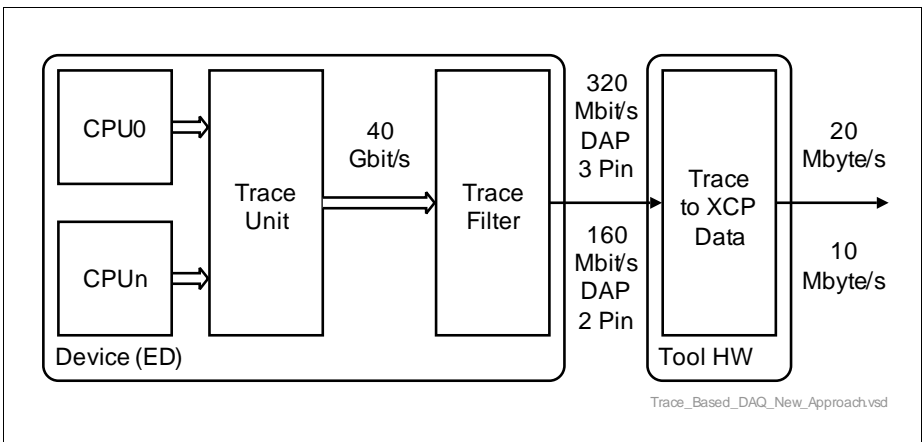 CPU0
CPUn
Device (ED)
Trace
Unit
40
Gbit/s
Trace
Filter
320
Mbit/s
DAP
3 Pin
160
Mbit/s
DAP
2 Pin
Trace
to XCP
Data
Tool HW
20
Mbyte/s
10
Mbyte/s
Trace_Based_DAQ_New_Approach.vsd